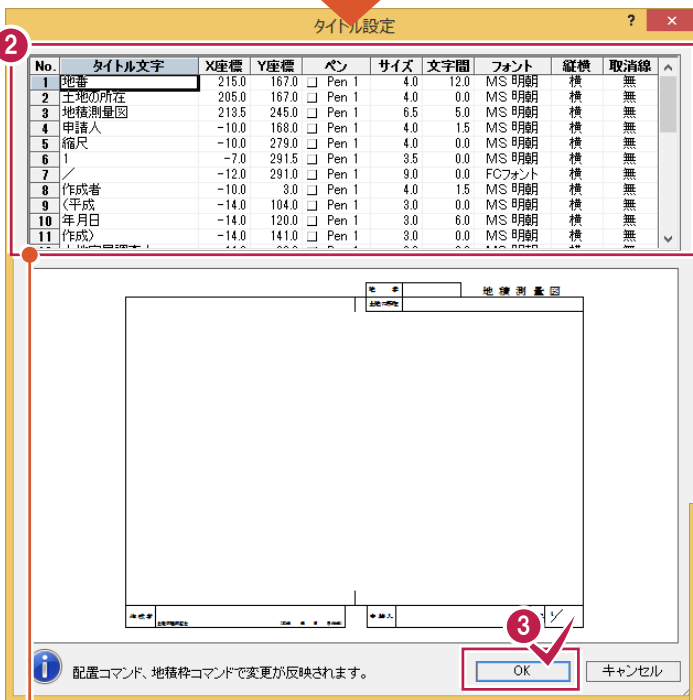 タイトル設定
? ×
2
No. タイトル文字 X座標 Y座標 ペン サイズ 文字間 フォント 縦横 取消線
1 地番 215.0 167.0 Pen 1 4.0 12.0 MS 明朝 横 無
2 土地の所在 205.0 167.0 Pen 1 4.0 0.0 MS 明朝 横 無
3 地積測量図 213.5 245.0 Pen 1 6.5 5.0 MS 明朝 横 無
4 申請人 -10.0 168.0 Pen 1 4.0 1.5 MS 明朝 横 無
5 縮尺 -10.0 279.0 Pen 1 4.0 0.0 MS 明朝 横 無
6 1 -7.0 291.5 Pen 1 3.5 0.0 MS 明朝 横 無
7 / -12.0 291.0 Pen 1 9.0 0.0 FCフォント 横 無
8 作成者 -10.0 3.0 Pen 1 4.0 1.5 MS 明朝 横 無
9 (平成 -14.0 104.0 Pen 1 3.0 0.0 MS 明朝 横 無
10 年月日 -14.0 120.0 Pen 1 3.0 6.0 MS 明朝 横 無
11 作成) -14.0 141.0 Pen 1 3.0 0.0 MS 明朝 横 無
地 番 地積測量図
土地の所在
作成者 申請人 1/
3
配置コマンド、地積枠コマンドで変更が反映されます。
OK キャンセル